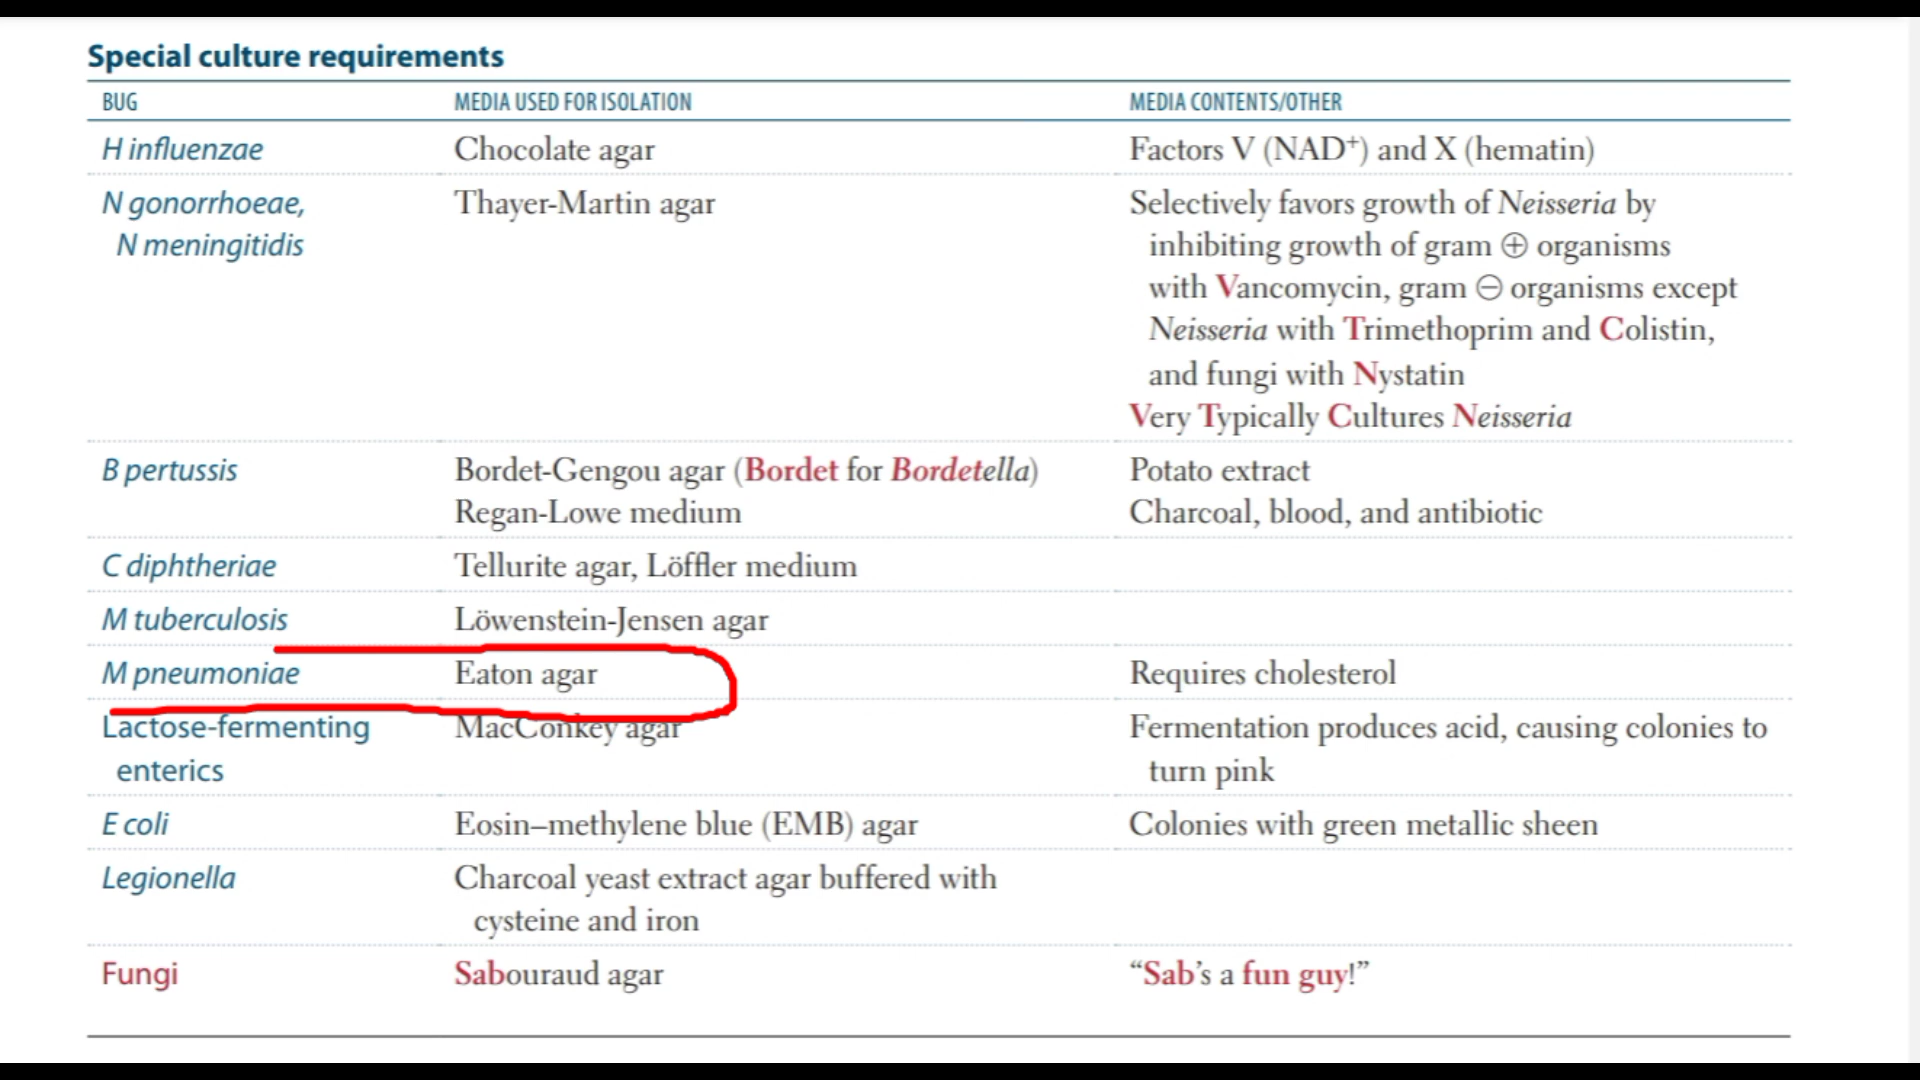 Special culture requirements
BUG MEDIA USED FOR ISOLATION MEDIA CONTENTS/OTHER
H influenzae Chocolate agar Factors V (NAD⁺) and X (hematin)
N gonorrhoeae, Thayer-Martin agar Selectively favors growth of Neisseria by
N meningitidis inhibiting growth of gram ⊕ organisms
with Vancomycin, gram ⊖ organisms except
Neisseria with Trimethoprim and Colistin,
and fungi with Nystatin
Very Typically Cultures Neisseria
B pertussis Bordet-Gengou agar (Bordet for Bordetella) Potato extract
Regan-Lowe medium Charcoal, blood, and antibiotic
C diphtheriae Tellurite agar, Löffler medium
M tuberculosis Löwenstein-Jensen agar
M pneumoniae Eaton agar Requires cholesterol
Lactose-fermenting MacConkey agar Fermentation produces acid, causing colonies to
enterics turn pink
E coli Eosin–methylene blue (EMB) agar Colonies with green metallic sheen
Legionella Charcoal yeast extract agar buffered with
cysteine and iron
Fungi Sabouraud agar “Sab’s a fun guy!”